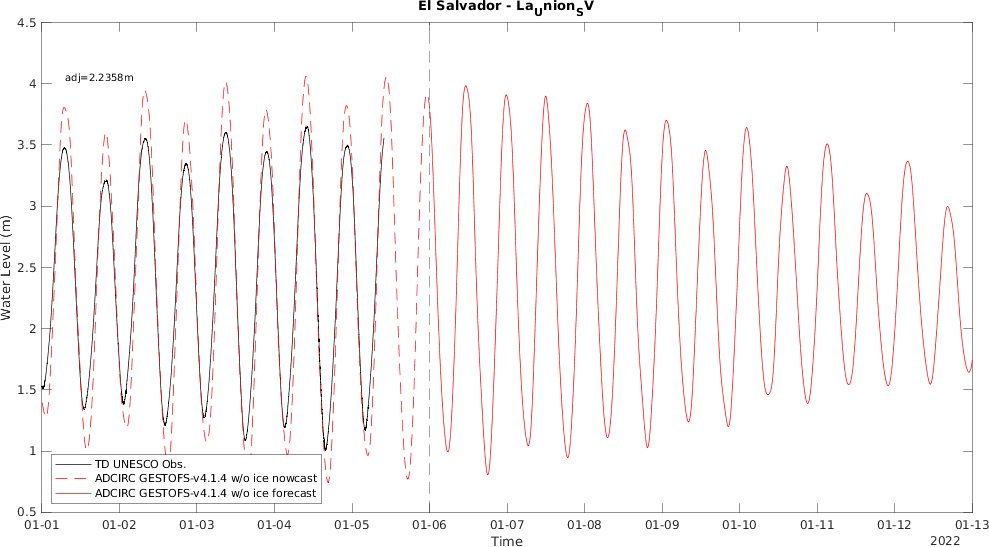 El Salvador - LaUnionSV
adj=2.2358m
4.5
4
3.5
3
2.5
2
1.5
1
0.5
Water Level (m)
TD UNESCO Obs.
ADCIRC GESTOFS-v4.1.4 w/o ice nowcast
ADCIRC GESTOFS-v4.1.4 w/o ice forecast
01-01 01-02 01-03 01-04 01-05 01-06 01-07 01-08 01-09 01-10 01-11 01-12 01-13
Time
2022